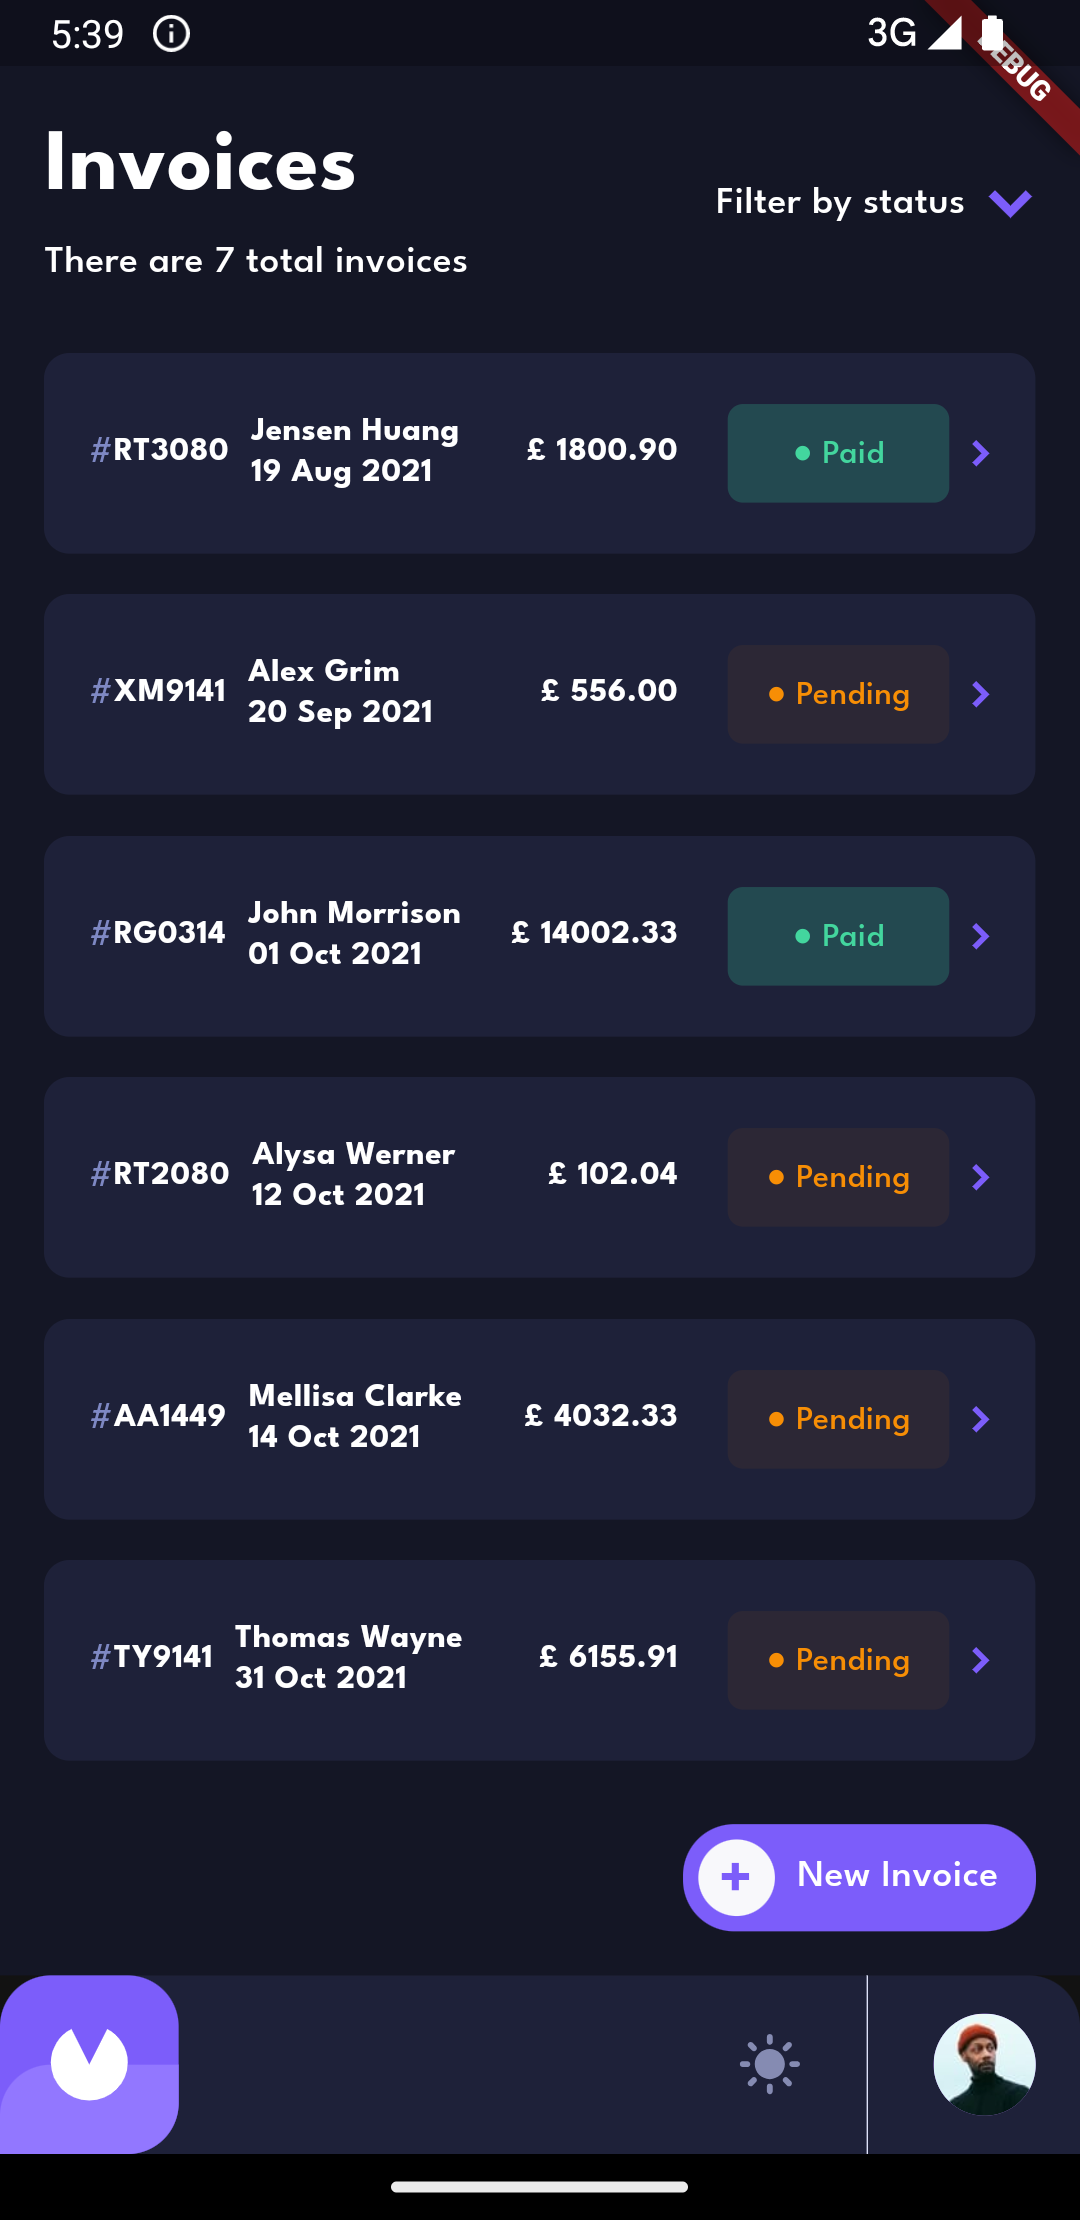 5:39
3G
DEBUG
Invoices
Filter by status
There are 7 total invoices
#RT3080
Jensen Huang
19 Aug 2021
£ 1800.90
Paid
#XM9141
Alex Grim
20 Sep 2021
£ 556.00
Pending
#RG0314
John Morrison
01 Oct 2021
£ 14002.33
Paid
#RT2080
Alysa Werner
12 Oct 2021
£ 102.04
Pending
#AA1449
Mellisa Clarke
14 Oct 2021
£ 4032.33
Pending
#TY9141
Thomas Wayne
31 Oct 2021
£ 6155.91
Pending
+ New Invoice